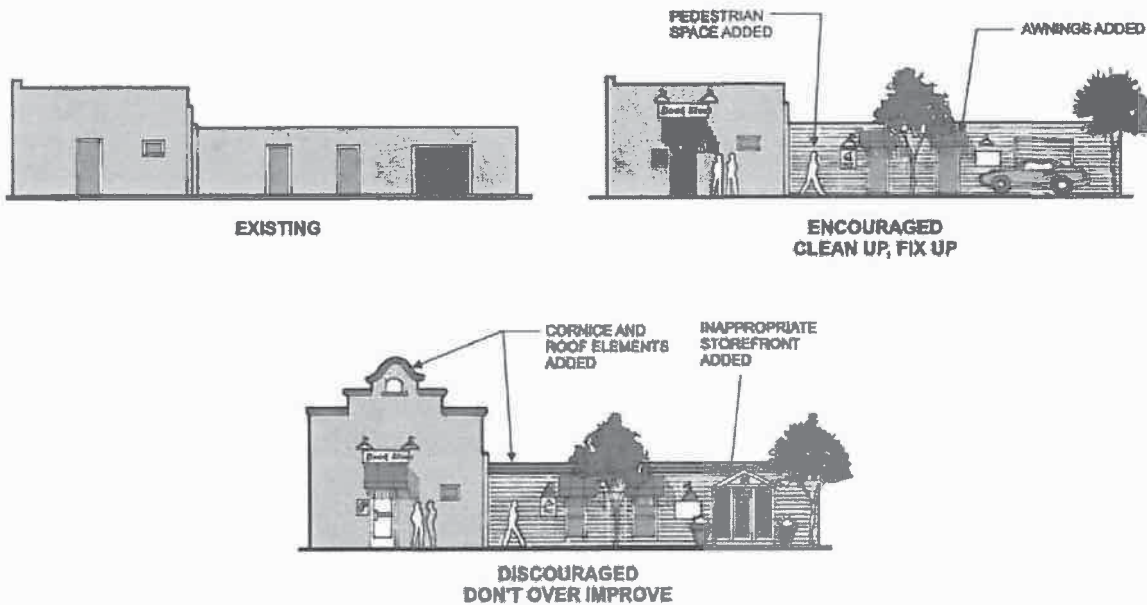 PEDESTRIAN
SPACE ADDED
AWNINGS ADDED
EXISTING
ENCOURAGED
CLEAN UP, FIX UP
CORNICE AND
ROOF ELEMENTS
ADDED
INAPPROPRIATE
STOREFRONT
ADDED
DISCOURAGED
DON'T OVER IMPROVE